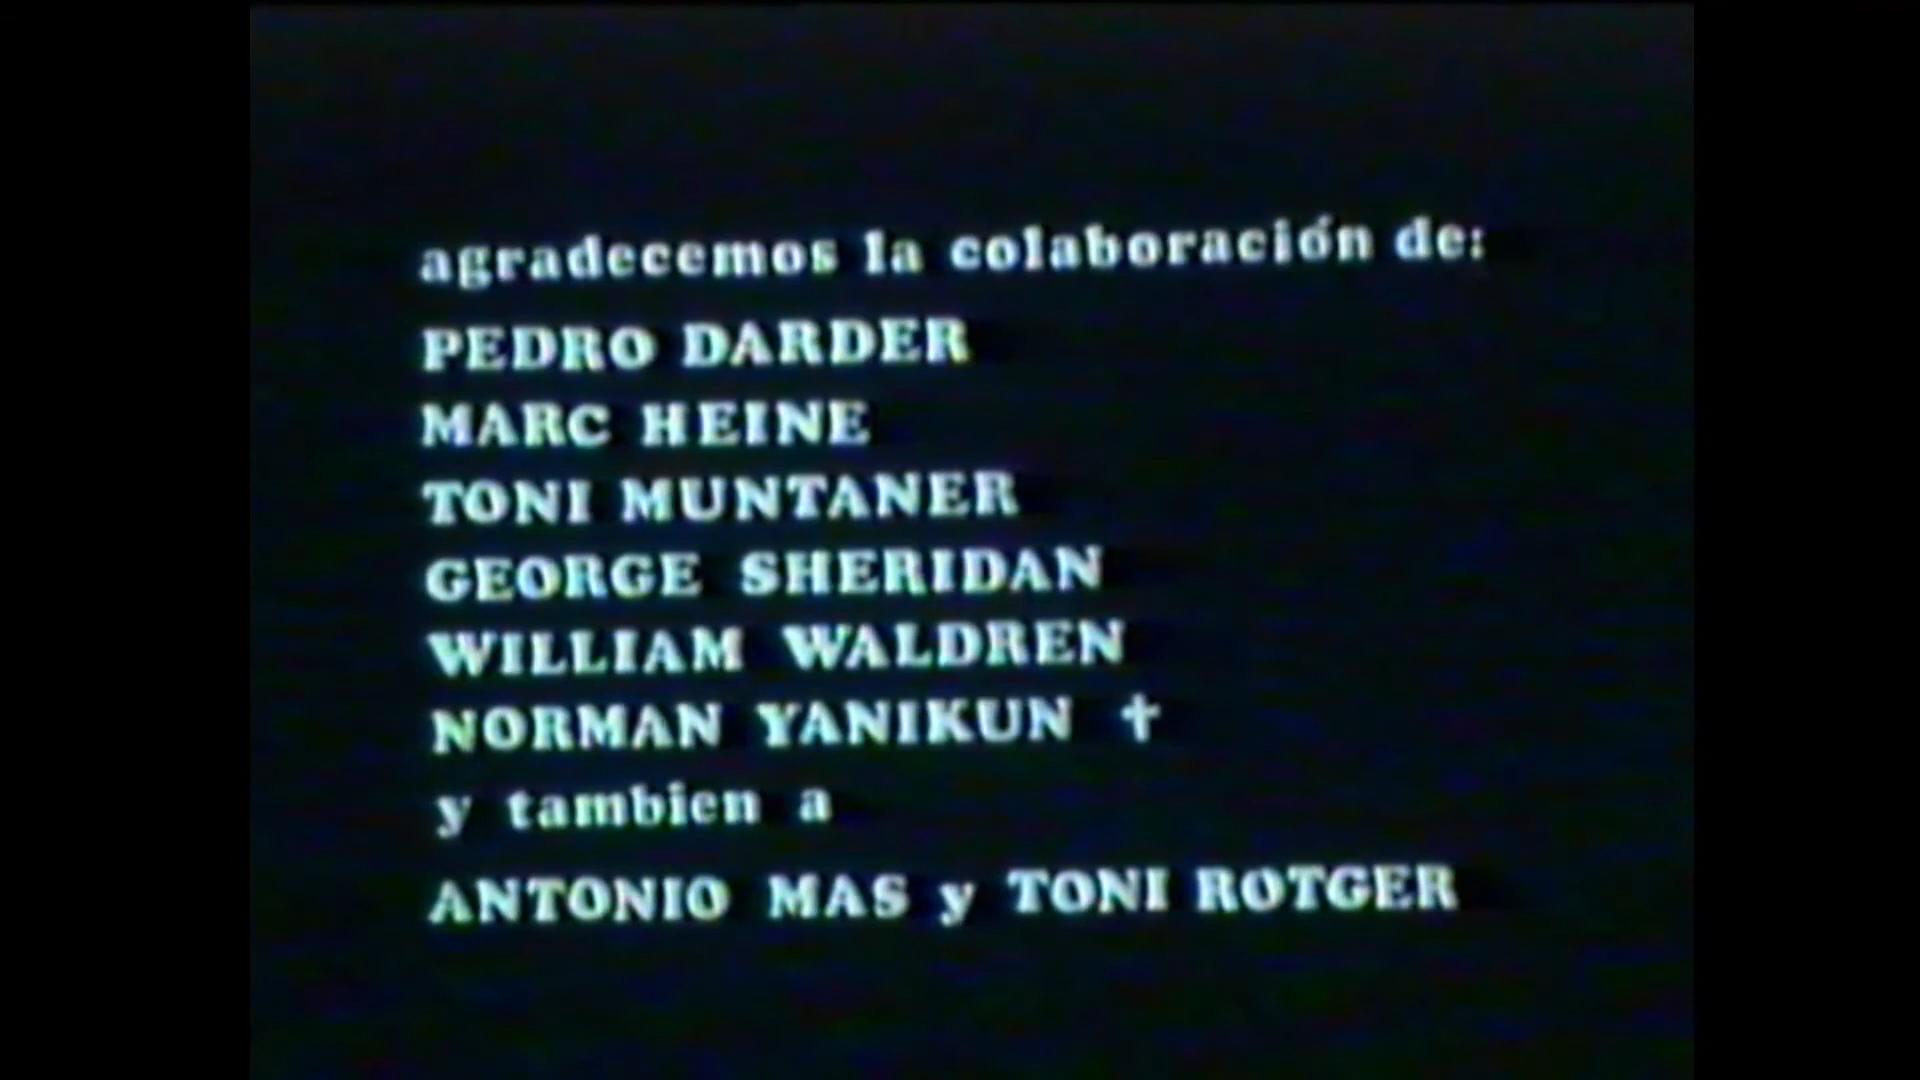 agradecemos la colaboración de:
PEDRO DARDER
MARC HEINE
TONI MUNTANER
GEORGE SHERIDAN
WILLIAM WALDREN
NORMAN YANIKUN ✝
y tambien a
ANTONIO MAS y TONI ROTGER